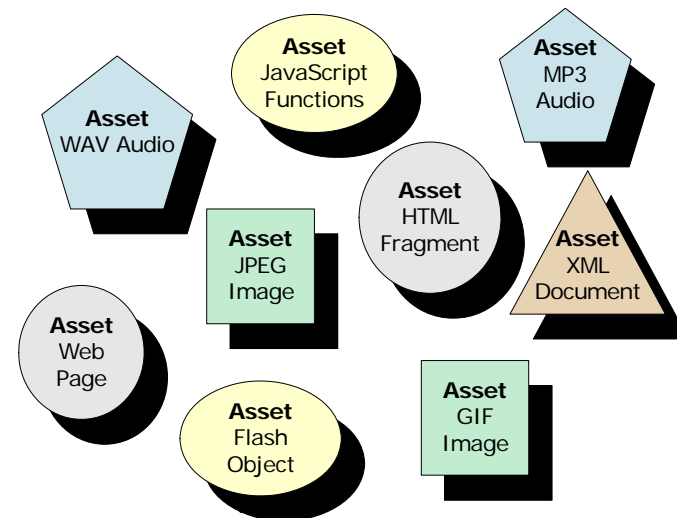 Asset
JavaScript
Functions
Asset
MP3
Audio
Asset
WAV Audio
Asset
HTML
Fragment
Asset
JPEG
Image
Asset
XML
Document
Asset
Web
Page
Asset
Flash
Object
Asset
GIF
Image